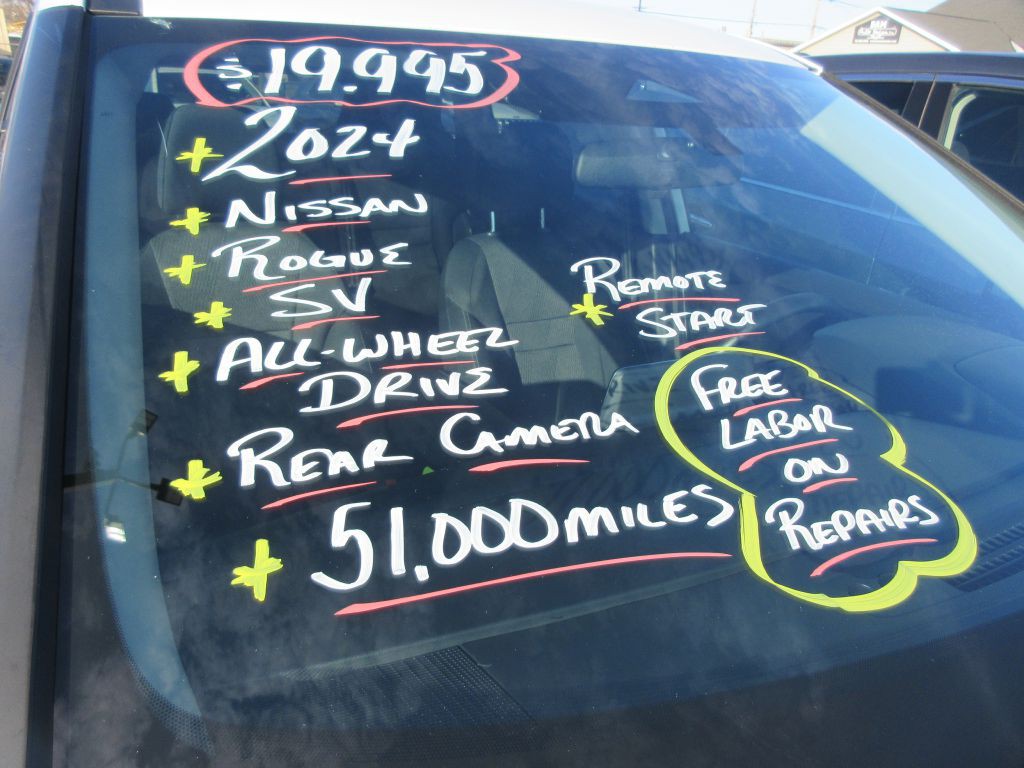 $19.995
2024
NISSAN
ROGUE
SV
ALL-WHEEL
DRIVE
REAR CAMERA
51,000 MILES
REMOTE
START
FREE
LABOR
ON
REPAIRS